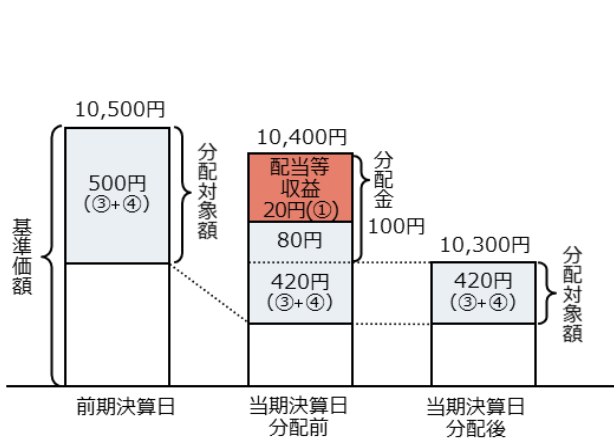 10,500円
500円
(③+④)
分配対象額
基準価額
前期決算日
10,400円
配当等
収益
20円(①)
80円
420円
(③+④)
分配金
100円
当期決算日
分配前
10,300円
420円
(③+④)
分配対象額
当期決算日
分配後